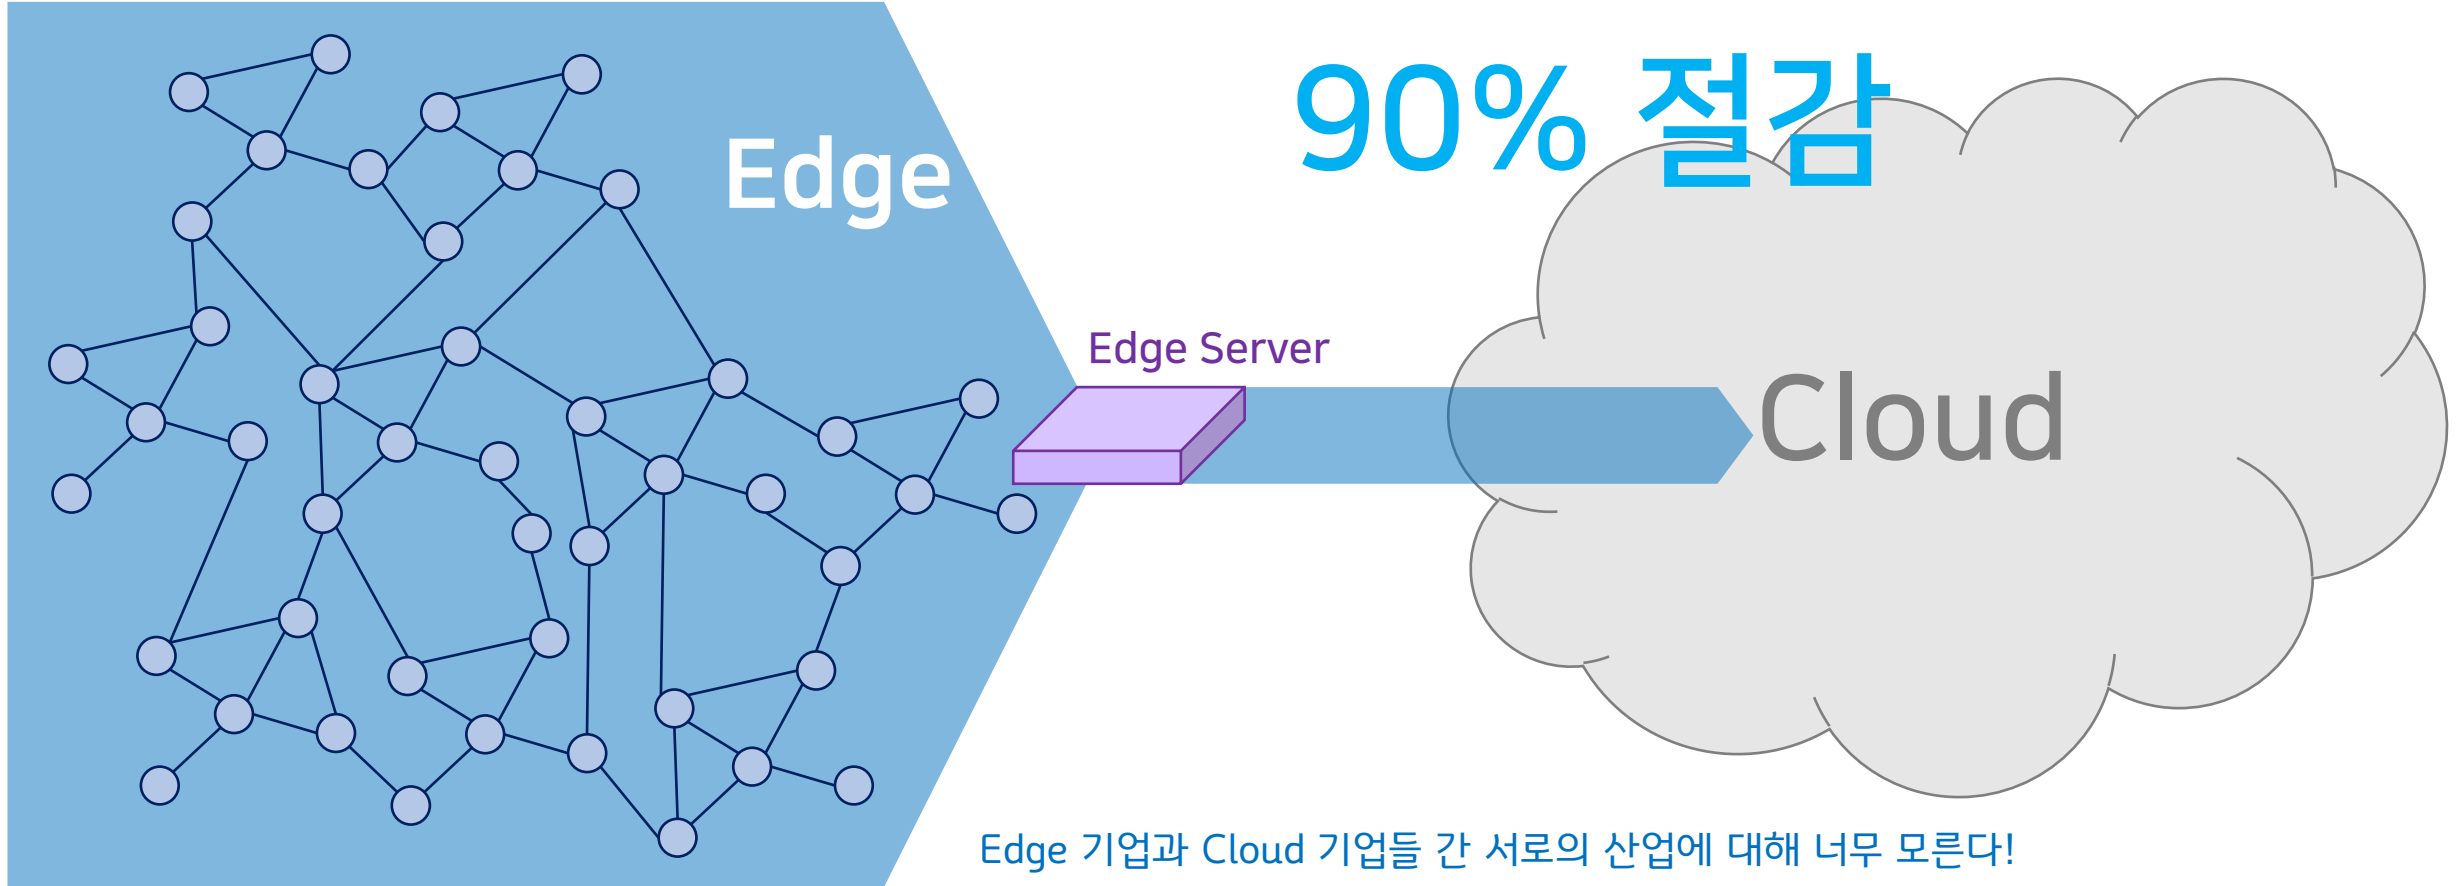 90% 절감
Edge
Edge Server
Cloud
Edge 기업과 Cloud 기업들 간 서로의 산업에 대해 너무 모른다!